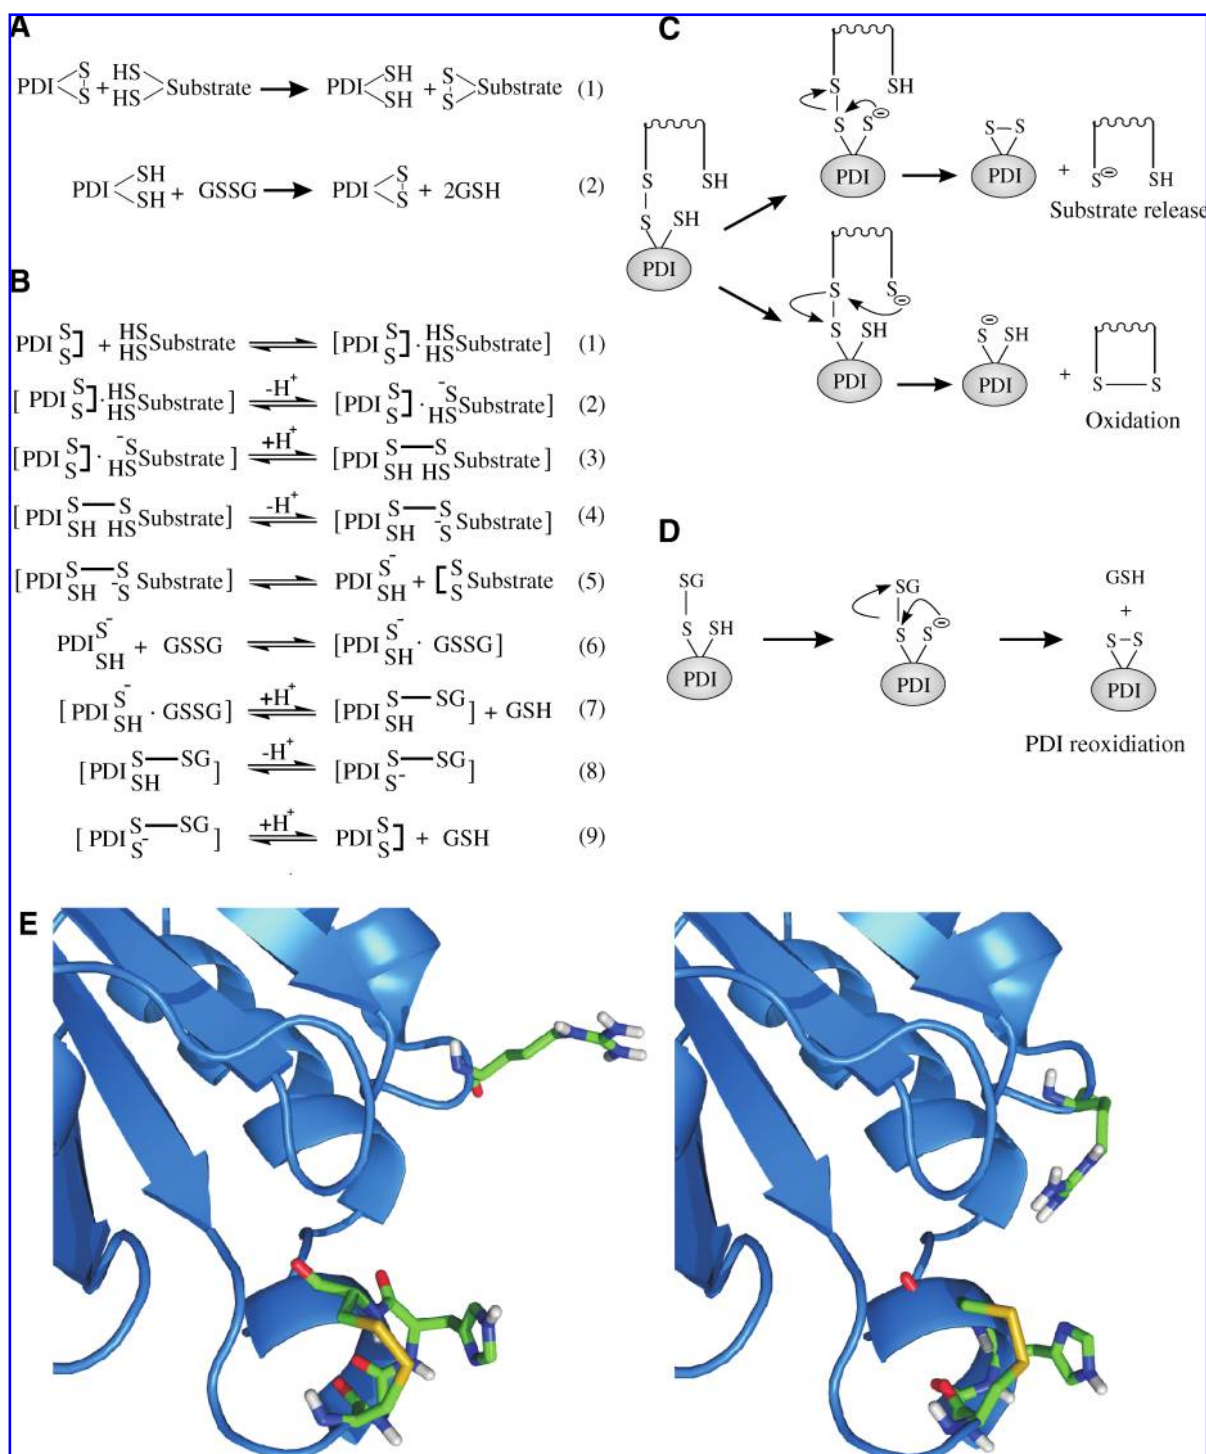 A
PDI S S + HS HS Substrate PDI SH SH + S S Substrate (1)
PDI SH SH + GSSG PDI S S + 2GSH (2)
B
PDI S S ] + HS HS Substrate [PDI S S ] · HS HS Substrate] (1)
[ PDI S S ] · HS HS Substrate ] -H+ [PDI S S ] · -S HS Substrate] (2)
[PDI S S ] · -S HS Substrate ] +H+ [PDI S SH S HS Substrate ] (3)
[PDI S SH S HS Substrate] -H+ [PDI S SH S -S Substrate] (4)
[PDI S SH S -S Substrate] PDI S- SH + [ S S Substrate (5)
PDI S- SH + GSSG [PDI S- SH · GSSG] (6)
[PDI S- SH · GSSG] +H+ [PDI S SH SG ] + GSH (7)
[PDI S SH SG ] -H+ [PDI S S- SG ] (8)
[ PDI S S- SG ] +H+ PDI S S ] + GSH (9)
C
S
SH
S
SH
PDI
S
SH
S
S⊖
PDI
S S
PDI
+
S⊖
SH
Substrate release
S
S⊖
S
SH
PDI
S⊖
SH
PDI
+
S S
Oxidation
D
SG
S
SH
PDI
SG
S
S⊖
PDI
GSH
+
S S
PDI
PDI reoxidiation
E